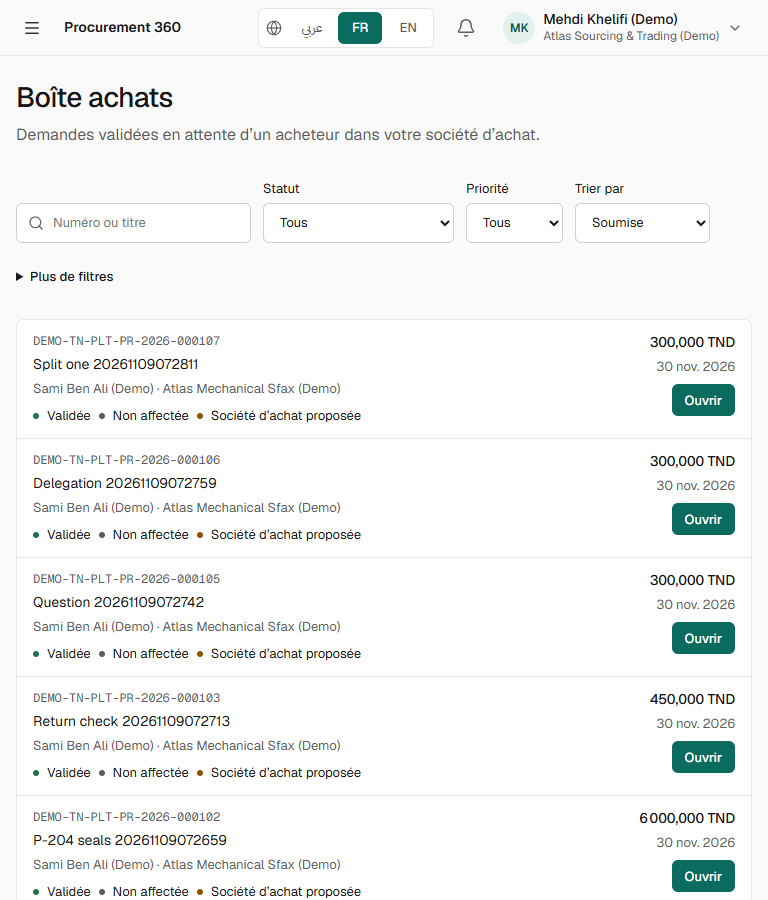 Procurement 360
عربي
FR
EN
MK
Mehdi Khelifi (Demo)
Atlas Sourcing & Trading (Demo)
Boîte achats
Demandes validées en attente d’un acheteur dans votre société d’achat.
Statut
Priorité
Trier par
Numéro ou titre
Tous
Tous
Soumise
Plus de filtres
DEMO-TN-PLT-PR-2026-000107
300,000 TND
Split one 20261109072811
30 nov. 2026
Sami Ben Ali (Demo) · Atlas Mechanical Sfax (Demo)
Ouvrir
Validée Non affectée Société d’achat proposée
DEMO-TN-PLT-PR-2026-000106
300,000 TND
Delegation 20261109072759
30 nov. 2026
Sami Ben Ali (Demo) · Atlas Mechanical Sfax (Demo)
Ouvrir
Validée Non affectée Société d’achat proposée
DEMO-TN-PLT-PR-2026-000105
300,000 TND
Question 20261109072742
30 nov. 2026
Sami Ben Ali (Demo) · Atlas Mechanical Sfax (Demo)
Ouvrir
Validée Non affectée Société d’achat proposée
DEMO-TN-PLT-PR-2026-000103
450,000 TND
Return check 20261109072713
30 nov. 2026
Sami Ben Ali (Demo) · Atlas Mechanical Sfax (Demo)
Ouvrir
Validée Non affectée Société d’achat proposée
DEMO-TN-PLT-PR-2026-000102
6 000,000 TND
P-204 seals 20261109072659
30 nov. 2026
Sami Ben Ali (Demo) · Atlas Mechanical Sfax (Demo)
Ouvrir
Validée Non affectée Société d’achat proposée